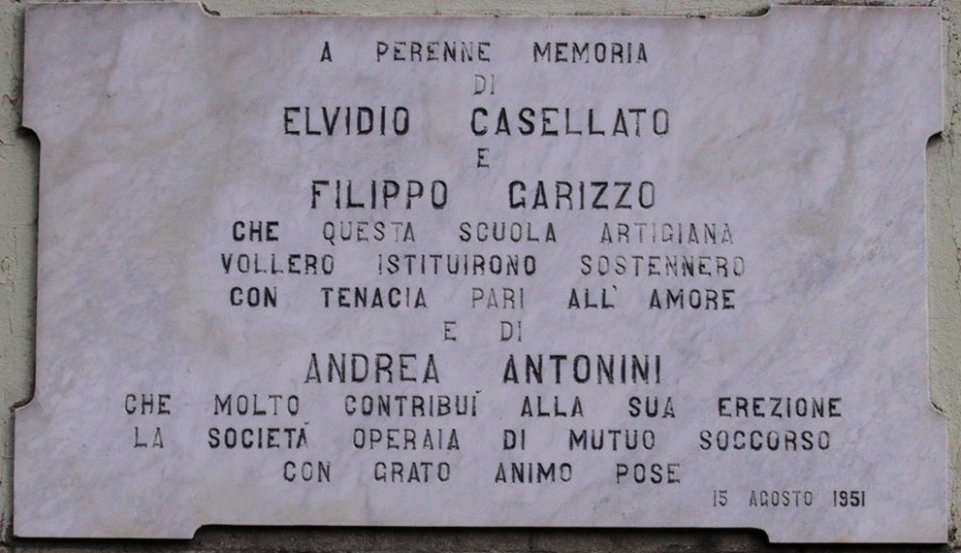 A PERENNE MEMORIA
DI
ELVIDIO CASELLATO
E
FILIPPO GARIZZO
CHE QUESTA SCUOLA ARTIGIANA
VOLLERO ISTITUIRONO SOSTENNERO
CON TENACIA PARI ALL' AMORE
E DI
ANDREA ANTONINI
CHE MOLTO CONTRIBUÌ ALLA SUA EREZIONE
LA SOCIETÀ OPERAIA DI MUTUO SOCCORSO
CON GRATO ANIMO POSE
15 AGOSTO 1951